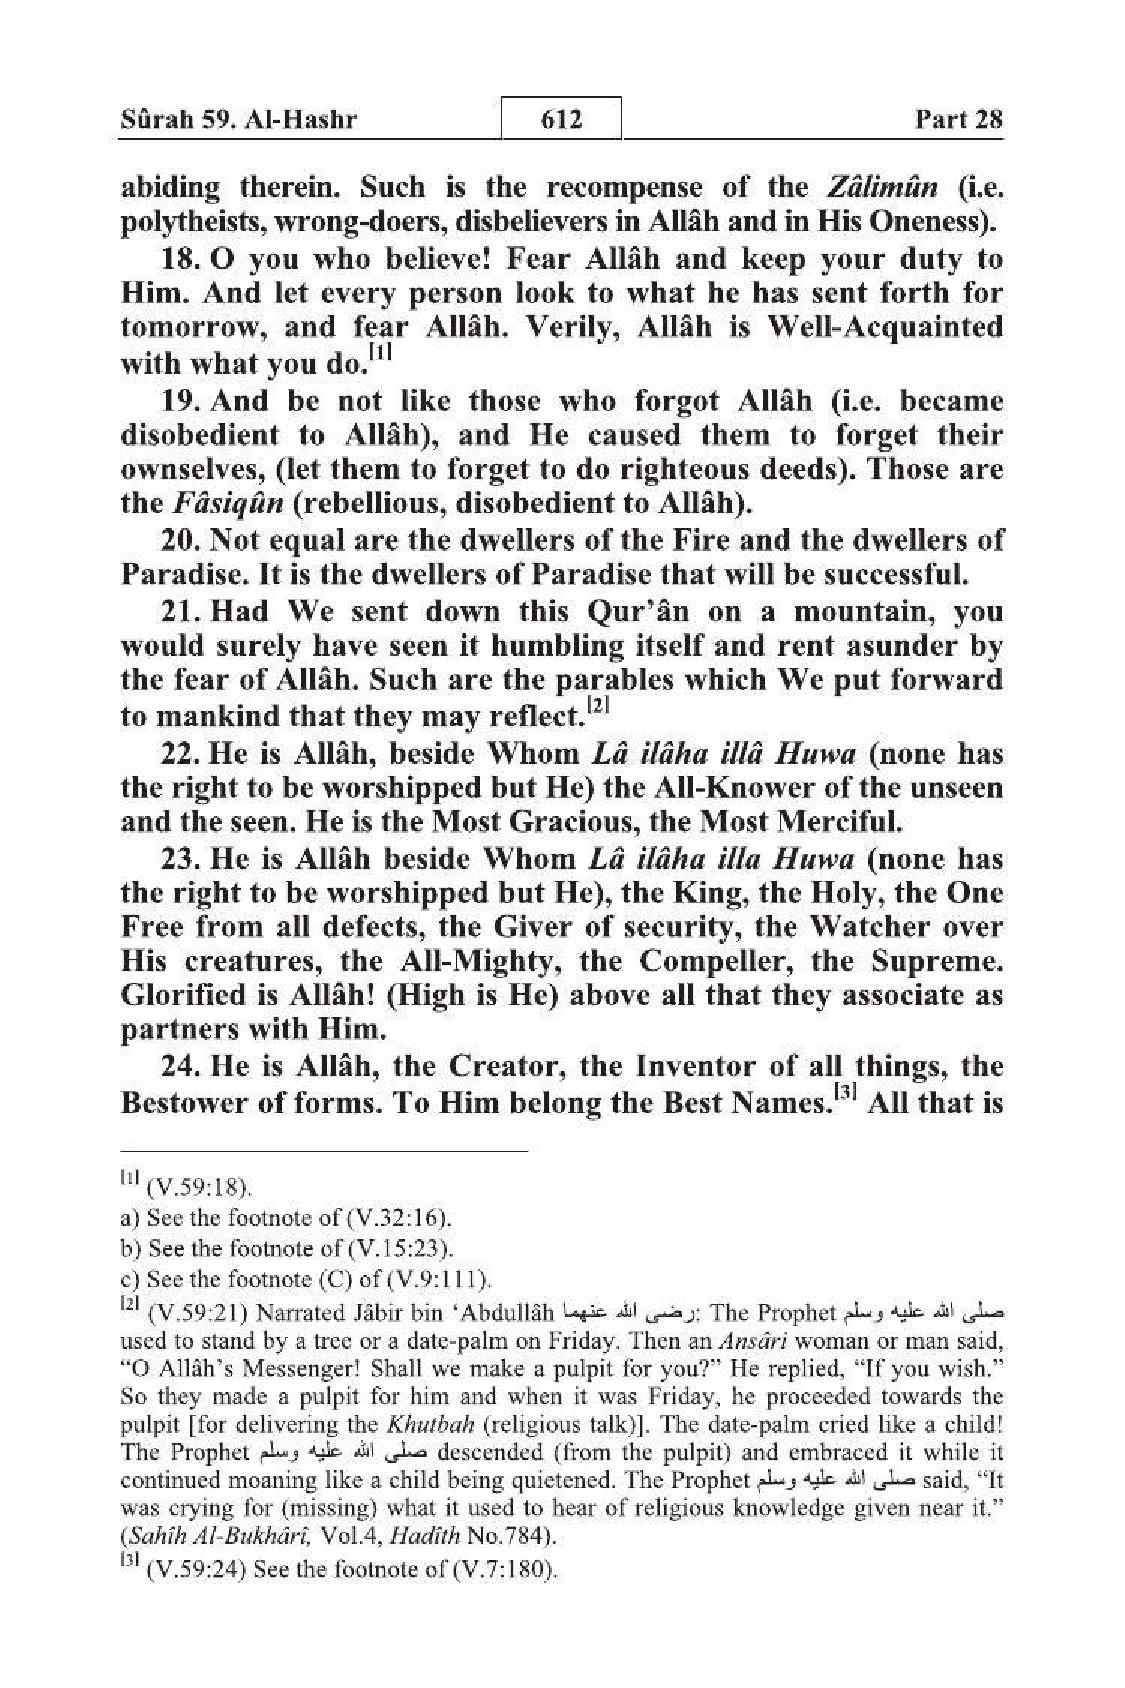 Sûrah 59. Al-Hashr 612 Part 28
abiding therein. Such is the recompense of the Zâlimûn (i.e.
polytheists, wrong-doers, disbelievers in Allâh and in His Oneness).
18. O you who believe! Fear Allâh and keep your duty to
Him. And let every person look to what he has sent forth for
tomorrow, and fear Allâh. Verily, Allâh is Well-Acquainted
with what you do.[1]
19. And be not like those who forgot Allâh (i.e. became
disobedient to Allâh), and He caused them to forget their
ownselves, (let them to forget to do righteous deeds). Those are
the Fâsiqûn (rebellious, disobedient to Allâh).
20. Not equal are the dwellers of the Fire and the dwellers of
Paradise. It is the dwellers of Paradise that will be successful.
21. Had We sent down this Qur’ân on a mountain, you
would surely have seen it humbling itself and rent asunder by
the fear of Allâh. Such are the parables which We put forward
to mankind that they may reflect.[2]
22. He is Allâh, beside Whom Lâ ilâha illâ Huwa (none has
the right to be worshipped but He) the All-Knower of the unseen
and the seen. He is the Most Gracious, the Most Merciful.
23. He is Allâh beside Whom Lâ ilâha illa Huwa (none has
the right to be worshipped but He), the King, the Holy, the One
Free from all defects, the Giver of security, the Watcher over
His creatures, the All-Mighty, the Compeller, the Supreme.
Glorified is Allâh! (High is He) above all that they associate as
partners with Him.
24. He is Allâh, the Creator, the Inventor of all things, the
Bestower of forms. To Him belong the Best Names.[3] All that is
[1] (V.59:18).
a) See the footnote of (V.32:16).
b) See the footnote of (V.15:23).
c) See the footnote (C) of (V.9:111).
[2] (V.59:21) Narrated Jâbir bin ‘Abdullâh رضى الله عنهما: The Prophet صلى الله عليه وسلم
used to stand by a tree or a date-palm on Friday. Then an Ansâri woman or man said,
“O Allâh’s Messenger! Shall we make a pulpit for you?” He replied, “If you wish.”
So they made a pulpit for him and when it was Friday, he proceeded towards the
pulpit [for delivering the Khutbah (religious talk)]. The date-palm cried like a child!
The Prophet صلى الله عليه وسلم descended (from the pulpit) and embraced it while it
continued moaning like a child being quietened. The Prophet صلى الله عليه وسلم said, “It
was crying for (missing) what it used to hear of religious knowledge given near it.”
(Sahîh Al-Bukhârî, Vol.4, Hadîth No.784).
[3] (V.59:24) See the footnote of (V.7:180).